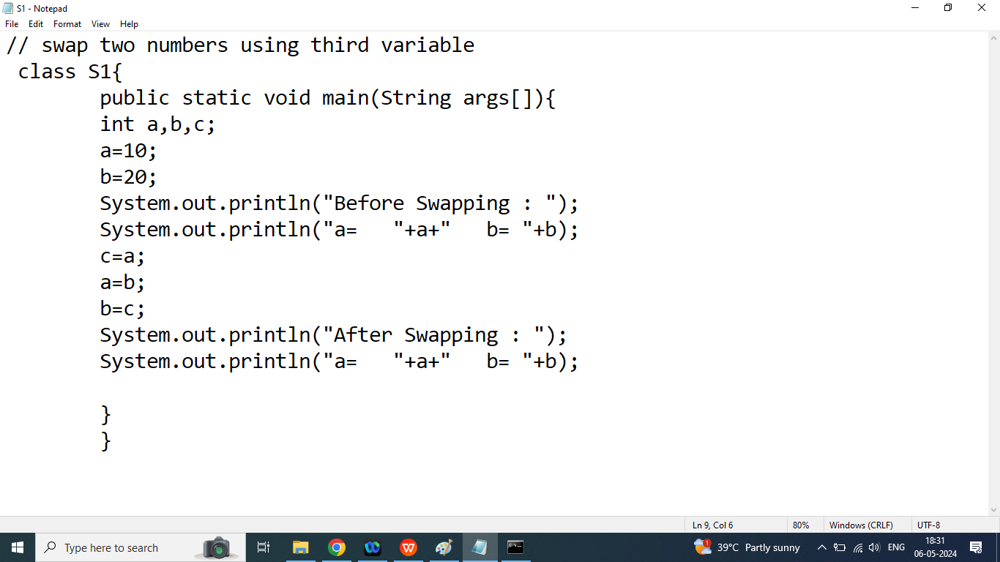 S1 - Notepad
File Edit Format View Help
// swap two numbers using third variable
 class S1{
        public static void main(String args[]){
        int a,b,c;
        a=10;
        b=20;
        System.out.println("Before Swapping : ");
        System.out.println("a=   "+a+"   b= "+b);
        c=a;
        a=b;
        b=c;
        System.out.println("After Swapping : ");
        System.out.println("a=   "+a+"   b= "+b);
        }
        }
Ln 9, Col 6 80% Windows (CRLF) UTF-8
Type here to search 1 39°C Partly sunny ENG 18:31
06-05-2024